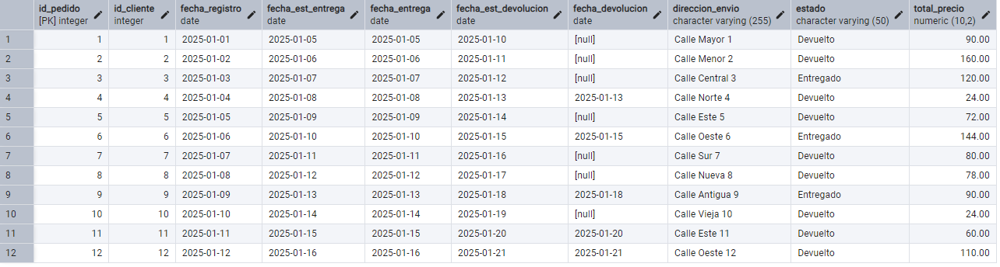 id_pedido id_cliente fecha_registro fecha_est_entrega fecha_entrega fecha_est_devolucion fecha_devolucion direccion_envio estado total_precio
[PK] integer integer date date date date date character varying (255) character varying (50) numeric (10,2)
1 1 1 2025-01-01 2025-01-05 2025-01-05 2025-01-10 [null] Calle Mayor 1 Devuelto 90.00
2 2 2 2025-01-02 2025-01-06 2025-01-06 2025-01-11 [null] Calle Menor 2 Devuelto 160.00
3 3 3 2025-01-03 2025-01-07 2025-01-07 2025-01-12 [null] Calle Central 3 Entregado 120.00
4 4 4 2025-01-04 2025-01-08 2025-01-08 2025-01-13 2025-01-13 Calle Norte 4 Devuelto 24.00
5 5 5 2025-01-05 2025-01-09 2025-01-09 2025-01-14 [null] Calle Este 5 Devuelto 72.00
6 6 6 2025-01-06 2025-01-10 2025-01-10 2025-01-15 2025-01-15 Calle Oeste 6 Entregado 144.00
7 7 7 2025-01-07 2025-01-11 2025-01-11 2025-01-16 [null] Calle Sur 7 Devuelto 80.00
8 8 8 2025-01-08 2025-01-12 2025-01-12 2025-01-17 [null] Calle Nueva 8 Devuelto 78.00
9 9 9 2025-01-09 2025-01-13 2025-01-13 2025-01-18 2025-01-18 Calle Antigua 9 Entregado 90.00
10 10 10 2025-01-10 2025-01-14 2025-01-14 2025-01-19 [null] Calle Vieja 10 Devuelto 24.00
11 11 11 2025-01-11 2025-01-15 2025-01-15 2025-01-20 2025-01-20 Calle Este 11 Devuelto 60.00
12 12 12 2025-01-12 2025-01-16 2025-01-16 2025-01-21 2025-01-21 Calle Oeste 12 Devuelto 110.00